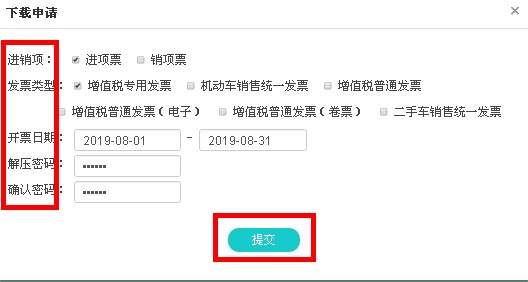 下载申请 ×
进销项： 进项票 销项票
发票类型： 增值税专用发票 机动车销售统一发票 增值税普通发票
增值税普通发票（电子） 增值税普通发票（卷票） 二手车销售统一发票
开票日期： 2019-08-01 - 2019-08-31
解压密码： ••••••
确认密码： ••••••
提交